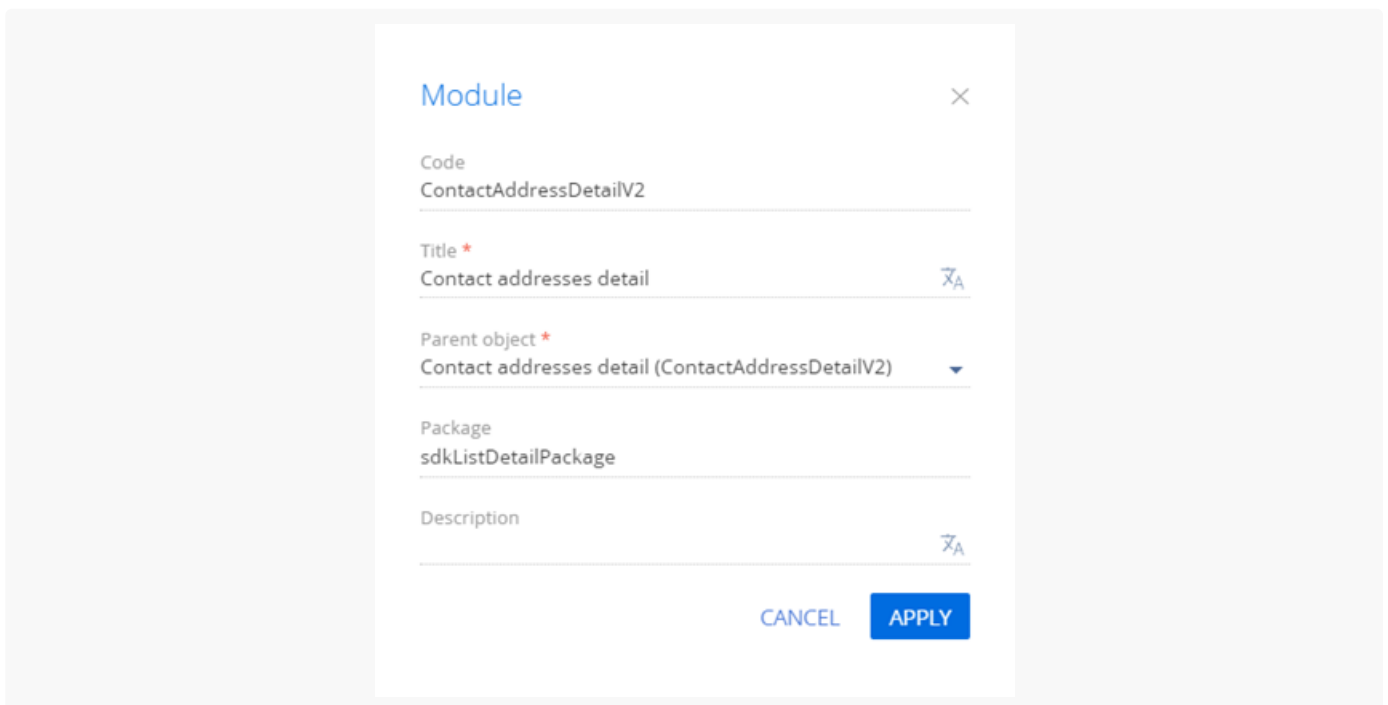 Module
Code
ContactAddressDetailV2
Title *
Contact addresses detail
Parent object *
Contact addresses detail (ContactAddressDetailV2)
Package
sdkListDetailPackage
Description
CANCEL APPLY